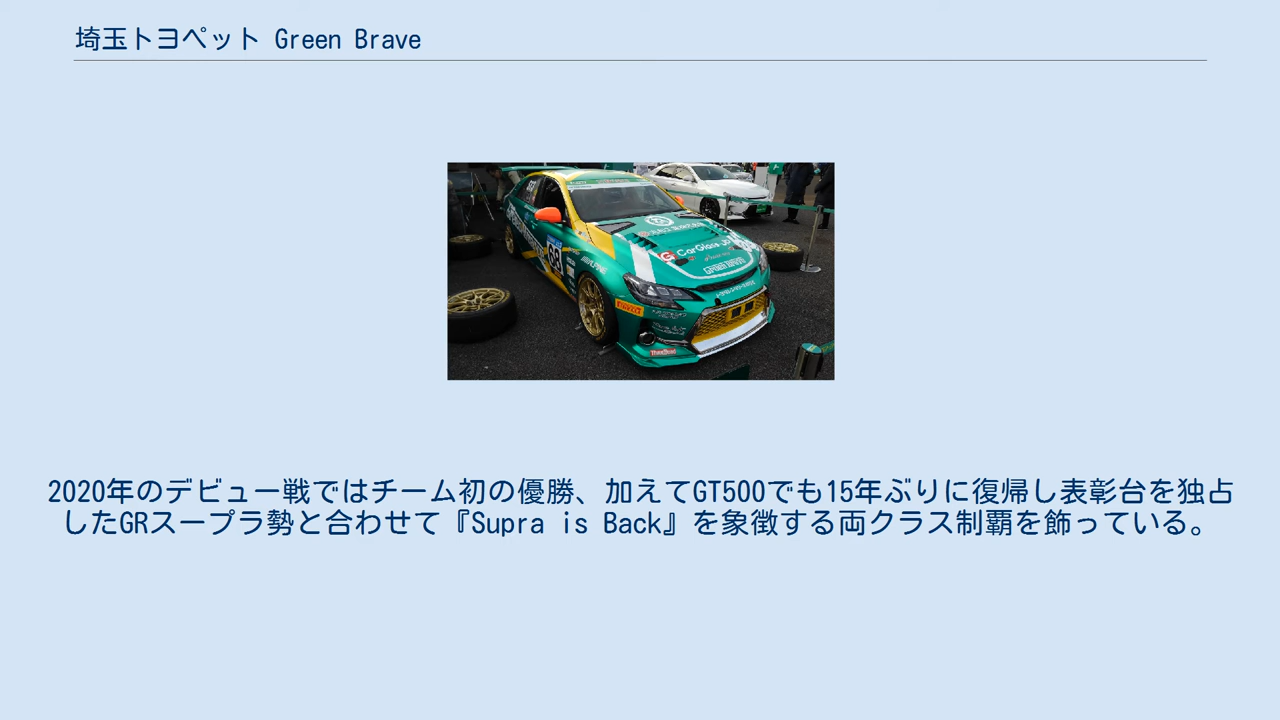 埼玉トヨペット Green Brave
CarGlass JP
68
PIRELLI
2020年のデビュー戦ではチーム初の優勝、加えてGT500でも15年ぶりに復帰し表彰台を独占
したGRスープラ勢と合わせて『Supra is Back』を象徴する両クラス制覇を飾っている。